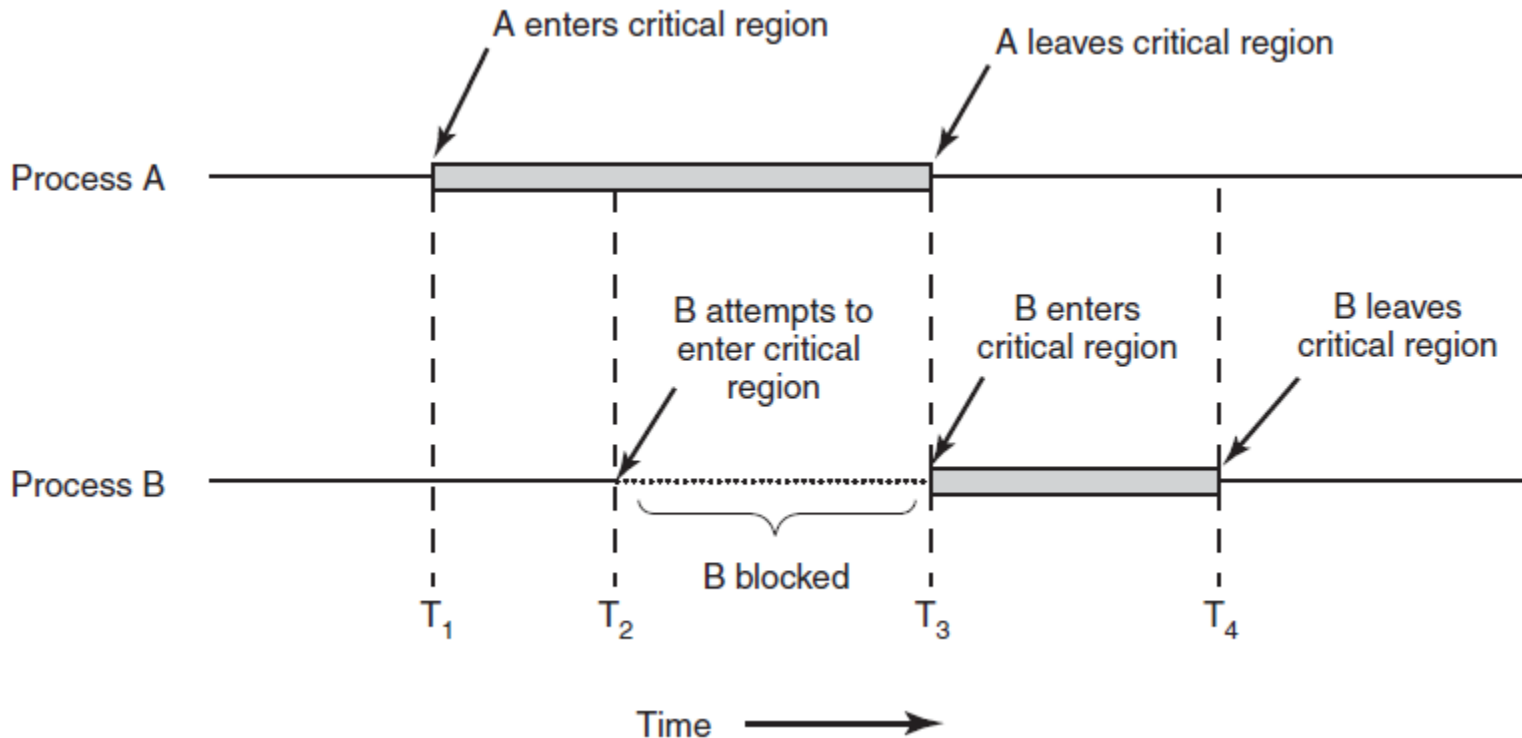 A enters critical region
A leaves critical region
Process A
B attempts to
enter critical
region
B enters
critical region
B leaves
critical region
Process B
B blocked
T1
T2
T3
T4
Time